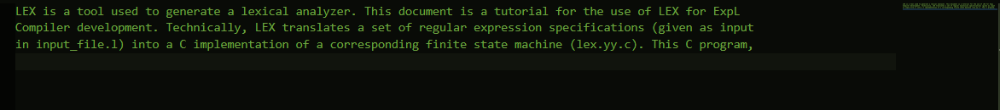 LEX is a tool used to generate a lexical analyzer. This document is a tutorial for the use of LEX for ExpL
Compiler development. Technically, LEX translates a set of regular expression specifications (given as input
in input_file.l) into a C implementation of a corresponding finite state machine (lex.yy.c). This C program,